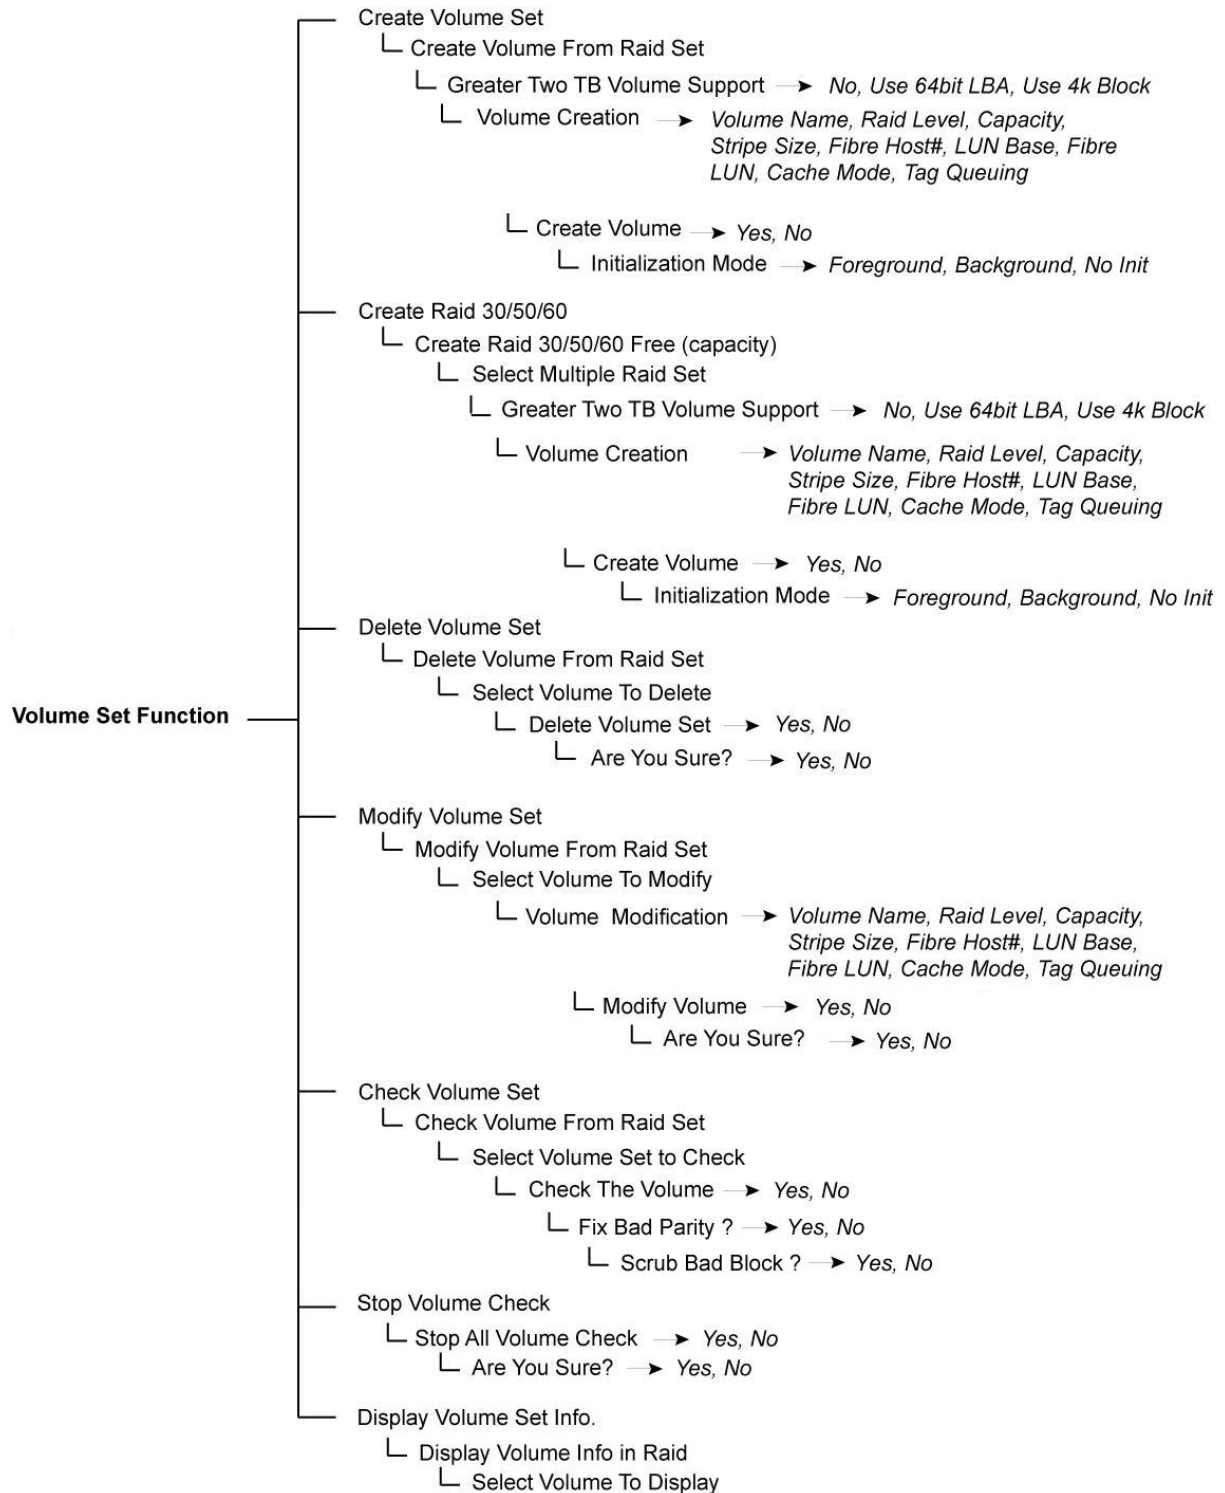 Create Volume Set
Create Volume From Raid Set
Greater Two TB Volume Support No, Use 64bit LBA, Use 4k Block
Volume Creation Volume Name, Raid Level, Capacity,
Stripe Size, Fibre Host#, LUN Base, Fibre
LUN, Cache Mode, Tag Queuing
Create Volume Yes, No
Initialization Mode Foreground, Background, No Init
Create Raid 30/50/60
Create Raid 30/50/60 Free (capacity)
Select Multiple Raid Set
Greater Two TB Volume Support No, Use 64bit LBA, Use 4k Block
Volume Creation Volume Name, Raid Level, Capacity,
Stripe Size, Fibre Host#, LUN Base,
Fibre LUN, Cache Mode, Tag Queuing
Create Volume Yes, No
Initialization Mode Foreground, Background, No Init
Delete Volume Set
Delete Volume From Raid Set
Select Volume To Delete
Volume Set Function
Delete Volume Set Yes, No
Are You Sure? Yes, No
Modify Volume Set
Modify Volume From Raid Set
Select Volume To Modify
Volume Modification Volume Name, Raid Level, Capacity,
Stripe Size, Fibre Host#, LUN Base,
Fibre LUN, Cache Mode, Tag Queuing
Modify Volume Yes, No
Are You Sure? Yes, No
Check Volume Set
Check Volume From Raid Set
Select Volume Set to Check
Check The Volume Yes, No
Fix Bad Parity ? Yes, No
Scrub Bad Block ? Yes, No
Stop Volume Check
Stop All Volume Check Yes, No
Are You Sure? Yes, No
Display Volume Set Info.
Display Volume Info in Raid
Select Volume To Display